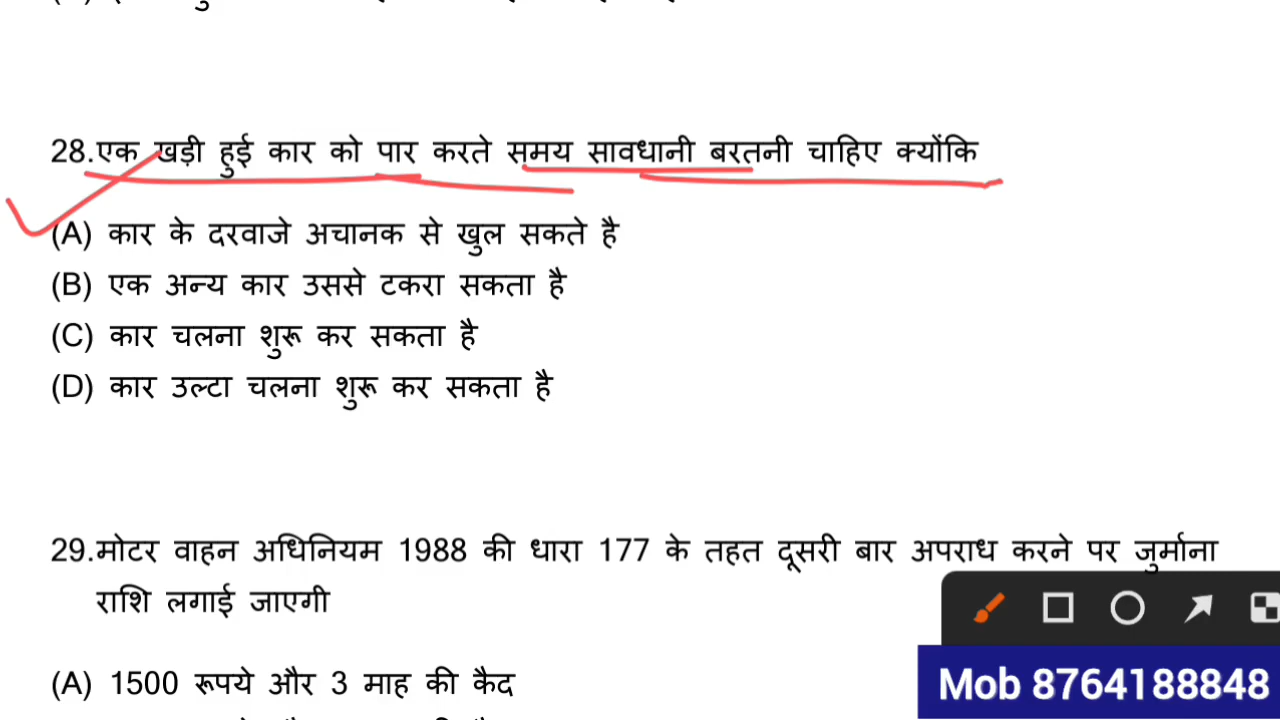 28.एक खड़ी हुई कार को पार करते समय सावधानी बरतनी चाहिए क्योंकि
(A) कार के दरवाजे अचानक से खुल सकते है
(B) एक अन्य कार उससे टकरा सकता है
(C) कार चलना शुरू कर सकता है
(D) कार उल्टा चलना शुरू कर सकता है
29.मोटर वाहन अधिनियम 1988 की धारा 177 के तहत दूसरी बार अपराध करने पर जुर्माना
राशि लगाई जाएगी
(A) 1500 रूपये और 3 माह की कैद
Mob 8764188848